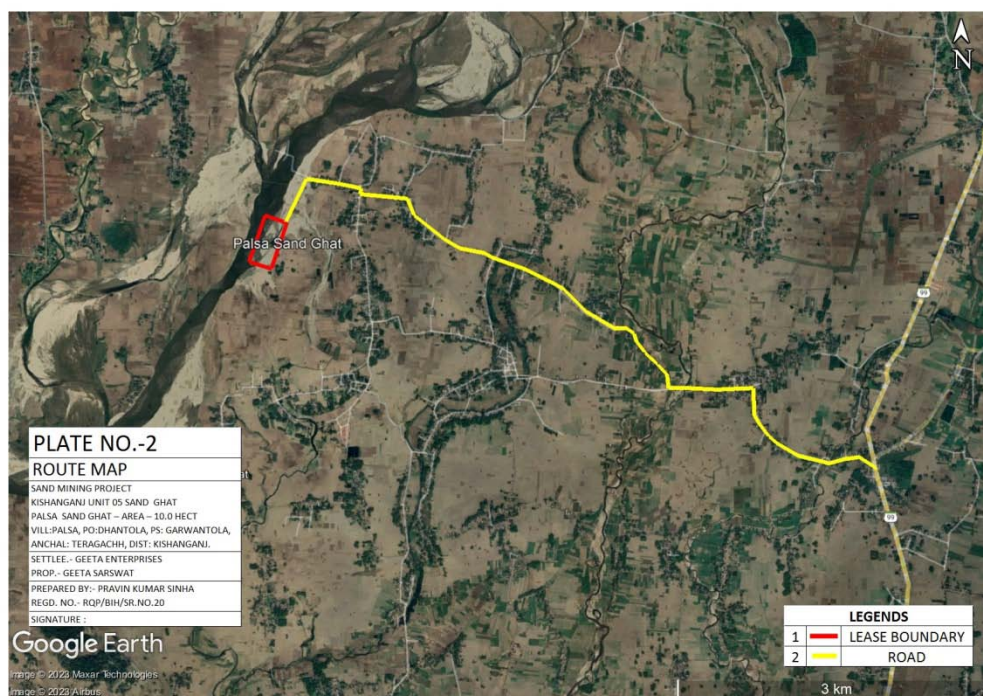 N
Palsa Sand Ghat
99
99
PLATE NO.-2
ROUTE MAP
SAND MINING PROJECT
KISHANGANJ UNIT 05 SAND GHAT
PALSA SAND GHAT – AREA – 10.0 HECT
VILL:PALSA, PO:DHANTOLA, PS: GARWANTOLA,
ANCHAL: TERAGACHH, DIST: KISHANGANJ.
SETTLEE.- GEETA ENTERPRISES
PROP.- GEETA SARSWAT
PREPARED BY:- PRAVIN KUMAR SINHA
REGD. NO.- RQP/BIH/SR.NO.20
SIGNATURE :
Google Earth
Image © 2023 Maxar Technologies
Image © 2023 Airbus
LEGENDS
1 LEASE BOUNDARY
2 ROAD
3 km